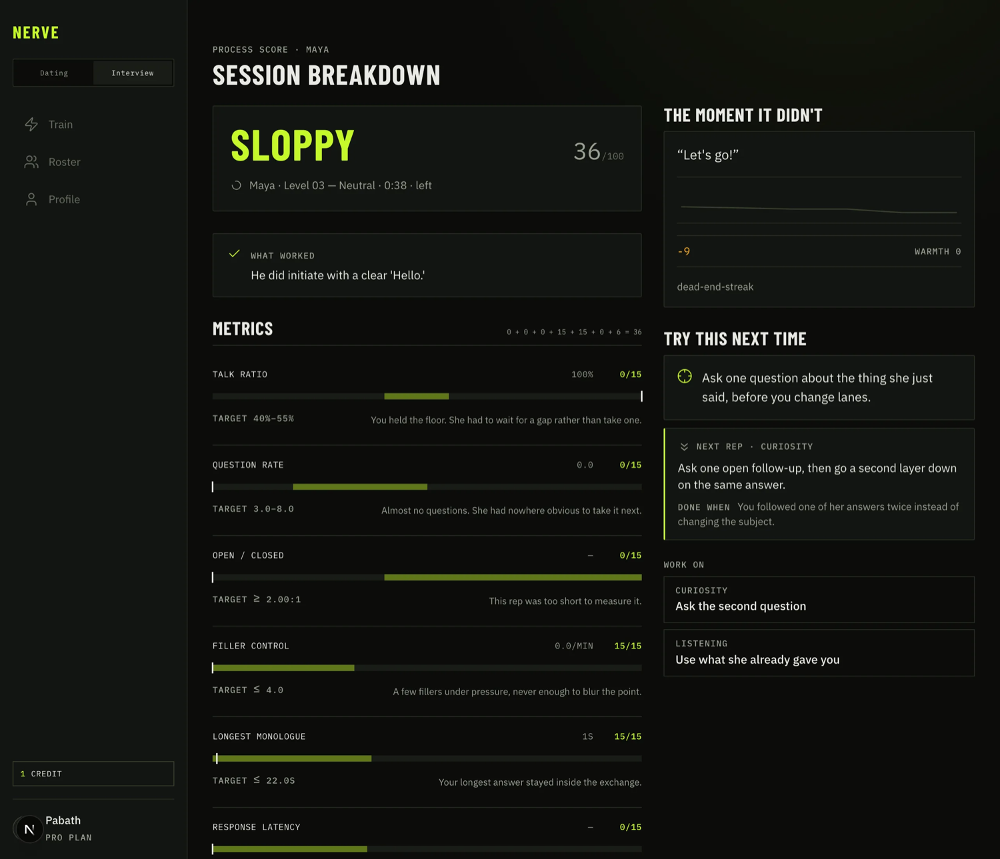 NERVE
Dating
Interview
Train
Roster
Profile
1 CREDIT
N
Pabath
PRO PLAN
PROCESS SCORE · MAYA
SESSION BREAKDOWN
SLOPPY
36/100
Maya · Level 03 — Neutral · 0:38 · left
WHAT WORKED
He did initiate with a clear 'Hello.'
METRICS
0 + 0 + 0 + 15 + 15 + 0 + 6 = 36
TALK RATIO 100% 0/15
TARGET 40%–55% You held the floor. She had to wait for a gap rather than take one.
QUESTION RATE 0.0 0/15
TARGET 3.0–8.0 Almost no questions. She had nowhere obvious to take it next.
OPEN / CLOSED — 0/15
TARGET ≥ 2.00:1 This rep was too short to measure it.
FILLER CONTROL 0.0/MIN 15/15
TARGET ≤ 4.0 A few fillers under pressure, never enough to blur the point.
LONGEST MONOLOGUE 1S 15/15
TARGET ≤ 22.0S Your longest answer stayed inside the exchange.
RESPONSE LATENCY — 0/15
THE MOMENT IT DIDN'T
“Let's go!”
-9 WARMTH 0
dead-end-streak
TRY THIS NEXT TIME
Ask one question about the thing she just
said, before you change lanes.
NEXT REP · CURIOSITY
Ask one open follow-up, then go a second layer down
on the same answer.
DONE WHEN You followed one of her answers twice instead of
changing the subject.
WORK ON
CURIOSITY
Ask the second question
LISTENING
Use what she already gave you